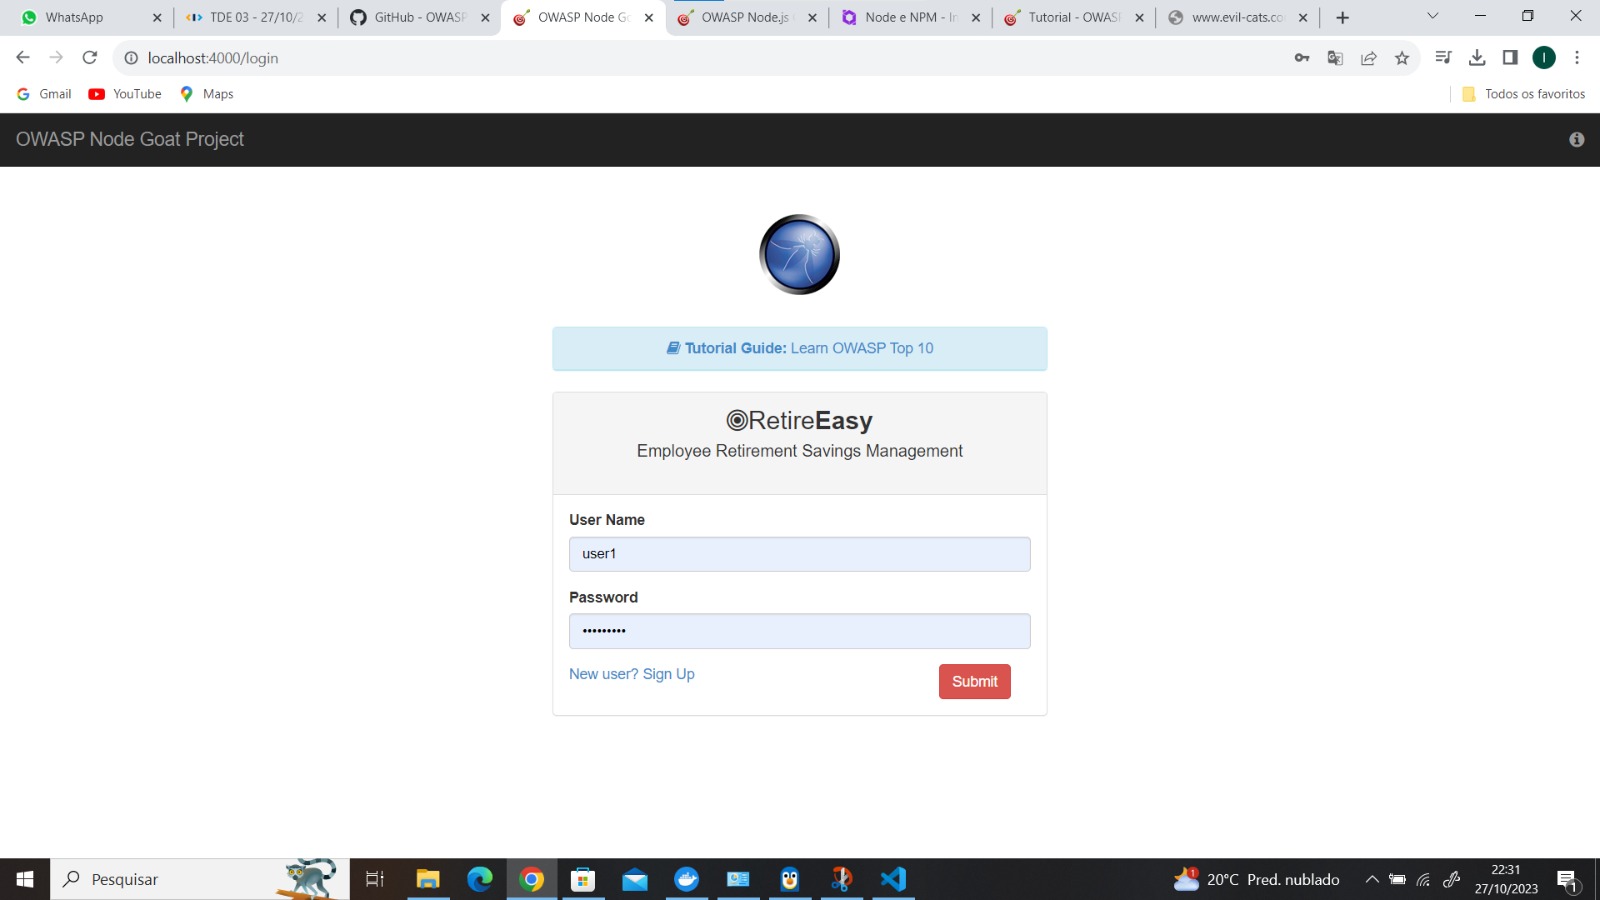 WhatsApp
TDE 03 - 27/10/2
GitHub - OWASP
OWASP Node Go
OWASP Node.js
Node e NPM - In
Tutorial - OWASP
www.evil-cats.co
localhost:4000/login
Gmail
YouTube
Maps
Todos os favoritos
OWASP Node Goat Project
Tutorial Guide: Learn OWASP Top 10
RetireEasy
Employee Retirement Savings Management
User Name
user1
Password
•••••••••
New user? Sign Up
Submit
Pesquisar
1
20°C Pred. nublado
22:31
27/10/2023
1